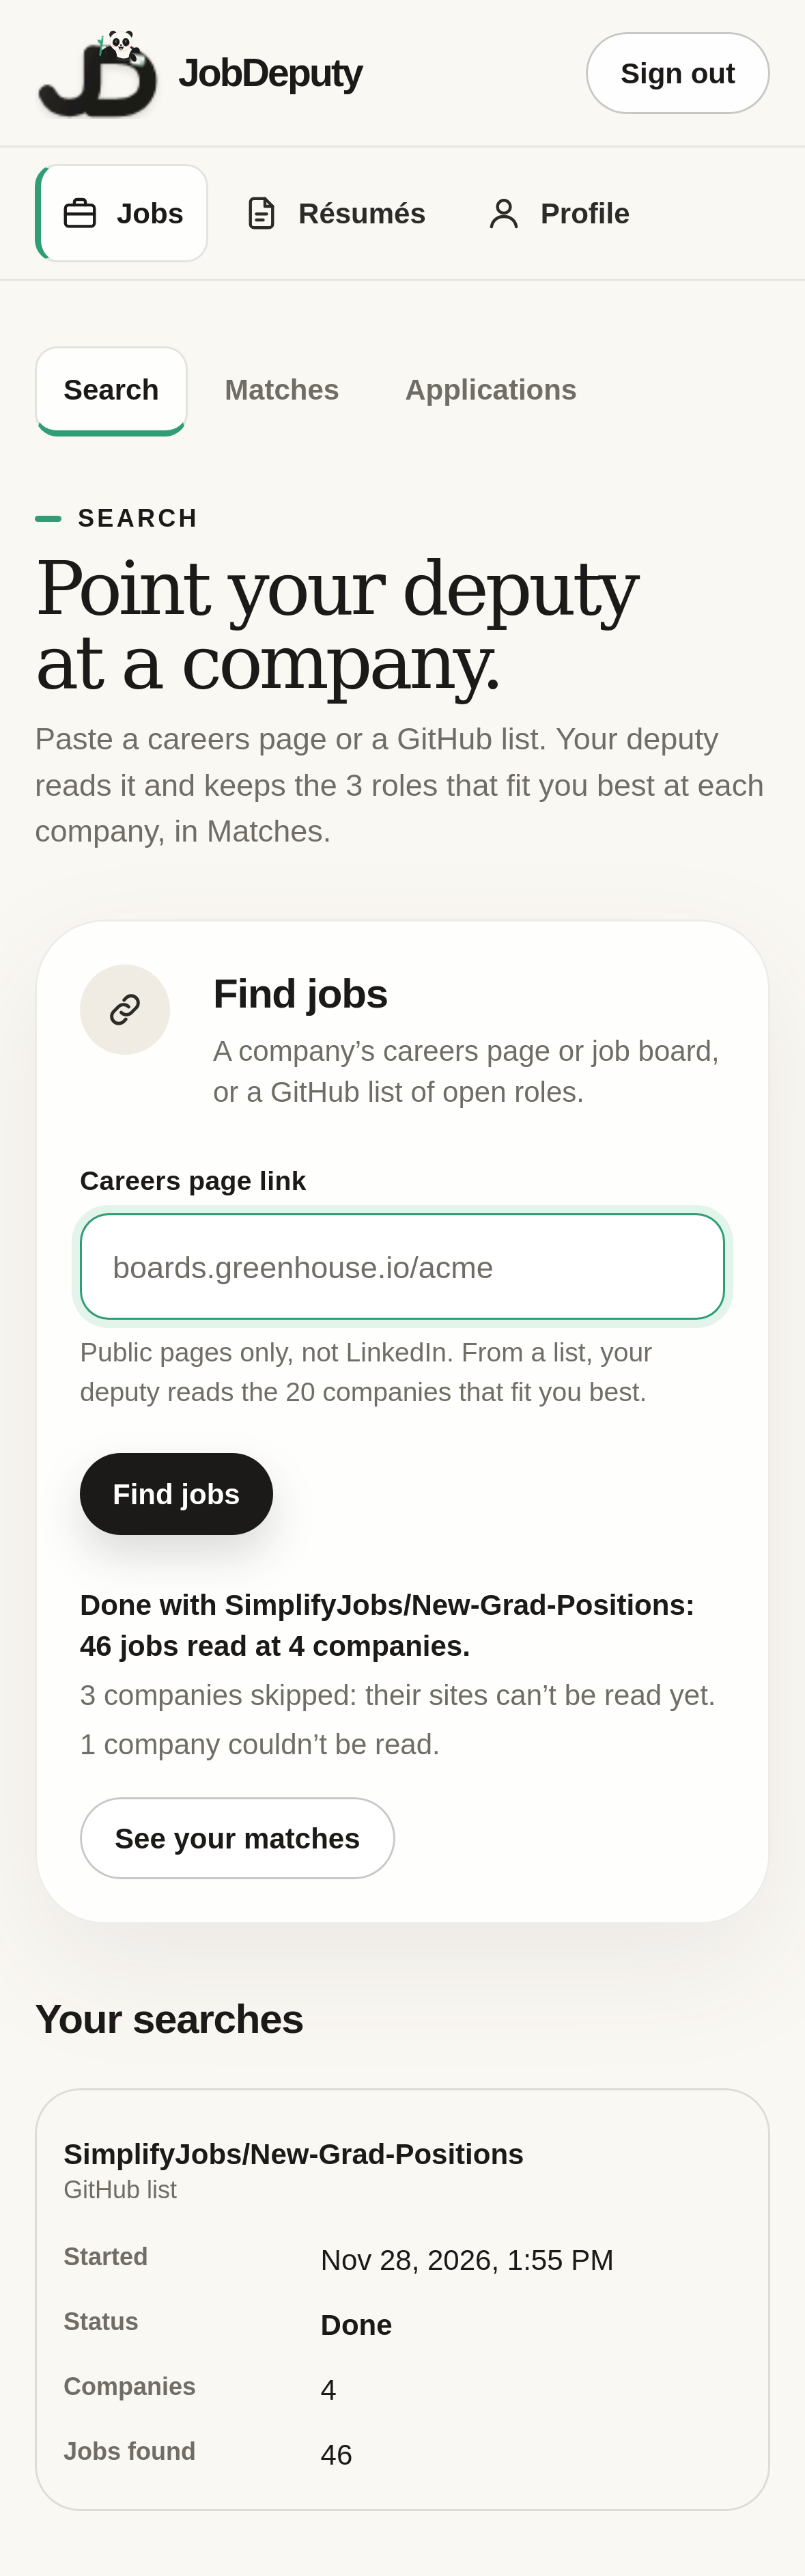 JD
JobDeputy
Sign out
Jobs
Résumés
Profile
Search
Matches
Applications
SEARCH
Point your deputy
at a company.
Paste a careers page or a GitHub list. Your deputy
reads it and keeps the 3 roles that fit you best at each
company, in Matches.
Find jobs
A company’s careers page or job board,
or a GitHub list of open roles.
Careers page link
boards.greenhouse.io/acme
Public pages only, not LinkedIn. From a list, your
deputy reads the 20 companies that fit you best.
Find jobs
Done with SimplifyJobs/New-Grad-Positions:
46 jobs read at 4 companies.
3 companies skipped: their sites can’t be read yet.
1 company couldn’t be read.
See your matches
Your searches
SimplifyJobs/New-Grad-Positions
GitHub list
Started Nov 28, 2026, 1:55 PM
Status Done
Companies 4
Jobs found 46